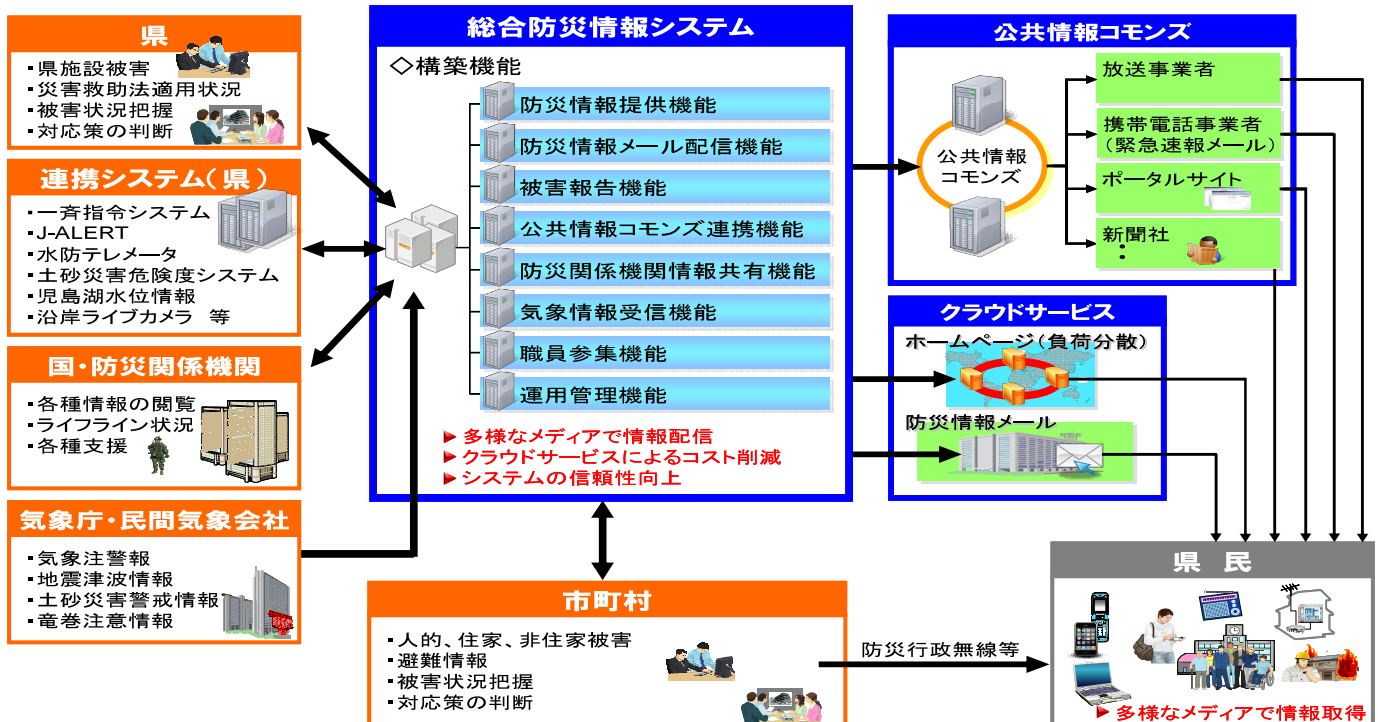 県
▪県施設被害
▪災害救助法適用状況
▪被害状況把握
▪対応策の判断
連携システム(県)
▪一斉指令システム
▪J-ALERT
▪水防テレメータ
▪土砂災害危険度システム
▪児島湖水位情報
▪沿岸ライブカメラ 等
国・防災関係機関
▪各種情報の閲覧
▪ライフライン状況
▪各種支援
気象庁・民間気象会社
▪気象注警報
▪地震津波情報
▪土砂災害警戒情報
▪竜巻注意情報
総合防災情報システム
◇構築機能
防災情報提供機能
防災情報メール配信機能
被害報告機能
公共情報コモンズ連携機能
防災関係機関情報共有機能
気象情報受信機能
職員参集機能
運用管理機能
多様なメディアで情報配信
クラウドサービスによるコスト削減
システムの信頼性向上
市町村
▪人的、住家、非住家被害
▪避難情報
▪被害状況把握
▪対応策の判断
防災行政無線等
公共情報コモンズ
公共情報
コモンズ
放送事業者
携帯電話事業者
(緊急速報メール)
ポータルサイト
新聞社
クラウドサービス
ホームページ(負荷分散)
防災情報メール
県 民
多様なメディアで情報取得